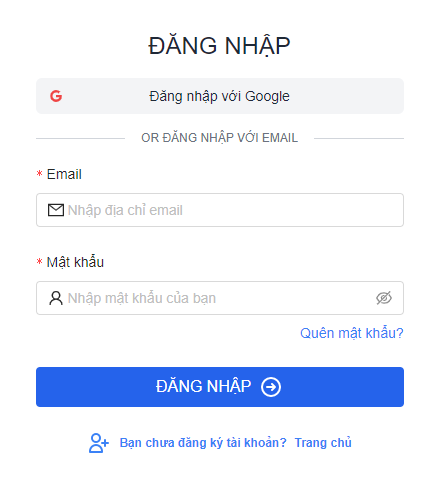 ĐĂNG NHẬP
Đăng nhập với Google
OR ĐĂNG NHẬP VỚI EMAIL
* Email
Nhập địa chỉ email
* Mật khẩu
Nhập mật khẩu của bạn
Quên mật khẩu?
ĐĂNG NHẬP
Bạn chưa đăng ký tài khoản? Trang chủ